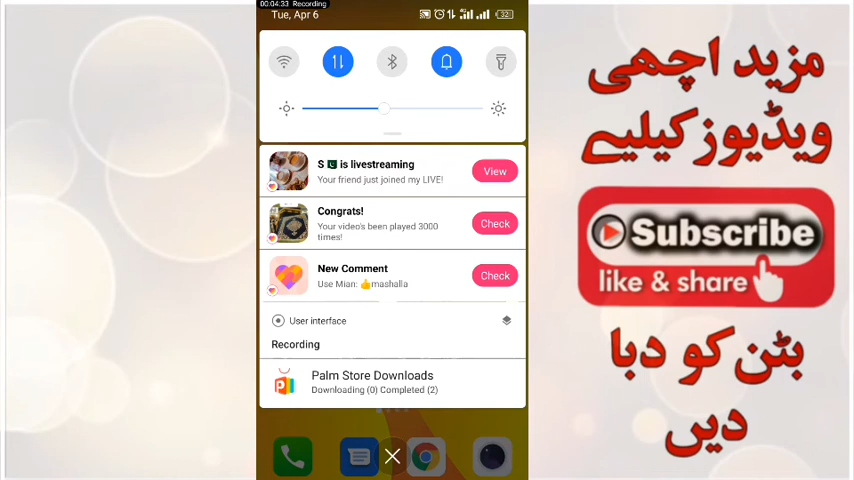 00:04:33 Recording
Tue, Apr 6
4G
32
S 🇵🇰 is livestreaming
Your friend just joined my LIVE!
View
Congrats!
Your video's been played 3000
times!
Check
New Comment
Use Mian: 👍mashalla
Check
User interface
Recording
Palm Store Downloads
Downloading (0) Completed (2)
مزید اچھی
ویڈیوز کیلیے
Subscribe
like & share
بٹن کو دبا
دیں